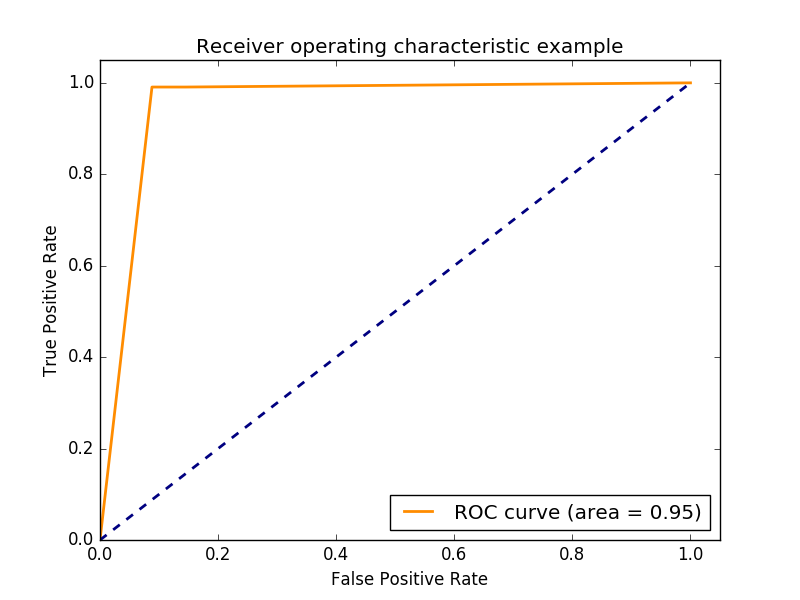 Receiver operating characteristic example
1.0
0.8
0.6
0.4
0.2
0.0
True Positive Rate
ROC curve (area = 0.95)
0.0 0.2 0.4 0.6 0.8 1.0
False Positive Rate